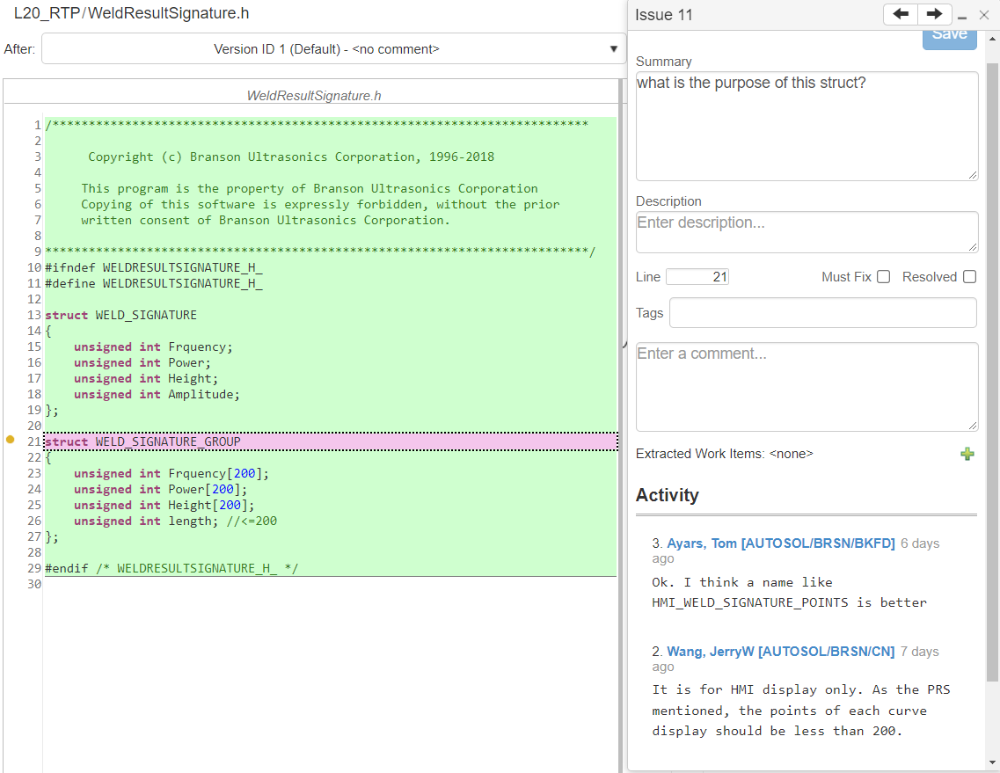 L20_RTP/WeldResultSignature.h
After:
Version ID 1 (Default) - <no comment>
WeldResultSignature.h
1 /**************************************************************************
2
3 Copyright (c) Branson Ultrasonics Corporation, 1996-2018
4
5 This program is the property of Branson Ultrasonics Corporation
6 Copying of this software is expressly forbidden, without the prior
7 written consent of Branson Ultrasonics Corporation.
8
9 ***************************************************************************/
10 #ifndef WELDRESULTSIGNATURE_H_
11 #define WELDRESULTSIGNATURE_H_
12
13 struct WELD_SIGNATURE
14 {
15 unsigned int Frquency;
16 unsigned int Power;
17 unsigned int Height;
18 unsigned int Amplitude;
19 };
20
21 struct WELD_SIGNATURE_GROUP
22 {
23 unsigned int Frquency[200];
24 unsigned int Power[200];
25 unsigned int Height[200];
26 unsigned int length; //<=200
27 };
28
29 #endif /* WELDRESULTSIGNATURE_H_ */
30
Issue 11
Save
Summary
what is the purpose of this struct?
Description
Enter description...
Line 21 Must Fix Resolved
Tags
Enter a comment...
Extracted Work Items: <none>
Activity
3. Ayars, Tom [AUTOSOL/BRSN/BKFD] 6 days
ago
Ok. I think a name like
HMI_WELD_SIGNATURE_POINTS is better
2. Wang, JerryW [AUTOSOL/BRSN/CN] 7 days
ago
It is for HMI display only. As the PRS
mentioned, the points of each curve
display should be less than 200.